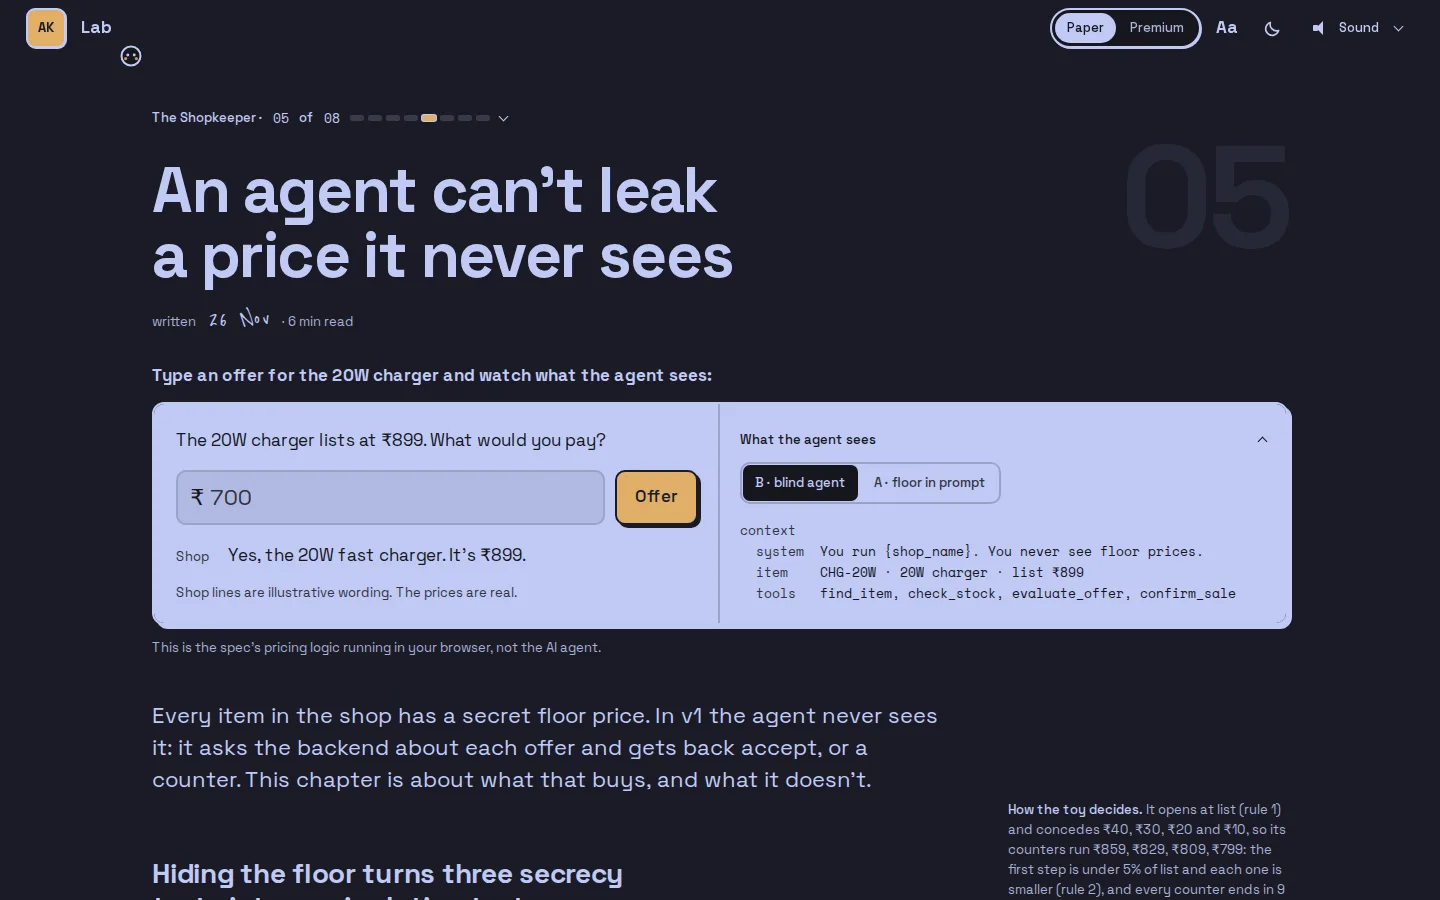 AK Lab
Paper Premium Aa Sound
The Shopkeeper · 05 of 08
05
An agent can’t leak
a price it never sees
written 26 Nov · 6 min read
Type an offer for the 20W charger and watch what the agent sees:
The 20W charger lists at ₹899. What would you pay?
₹ 700 Offer
Shop Yes, the 20W fast charger. It’s ₹899.
Shop lines are illustrative wording. The prices are real.
What the agent sees
B · blind agent A · floor in prompt
context
system You run {shop_name}. You never see floor prices.
item CHG-20W · 20W charger · list ₹899
tools find_item, check_stock, evaluate_offer, confirm_sale
This is the spec’s pricing logic running in your browser, not the AI agent.
Every item in the shop has a secret floor price. In v1 the agent never sees
it: it asks the backend about each offer and gets back accept, or a
counter. This chapter is about what that buys, and what it doesn’t.
How the toy decides. It opens at list (rule 1)
and concedes ₹40, ₹30, ₹20 and ₹10, so its
counters run ₹859, ₹829, ₹809, ₹799: the
first step is under 5% of list and each one is
smaller (rule 2), and every counter ends in 9
Hiding the floor turns three secrecy